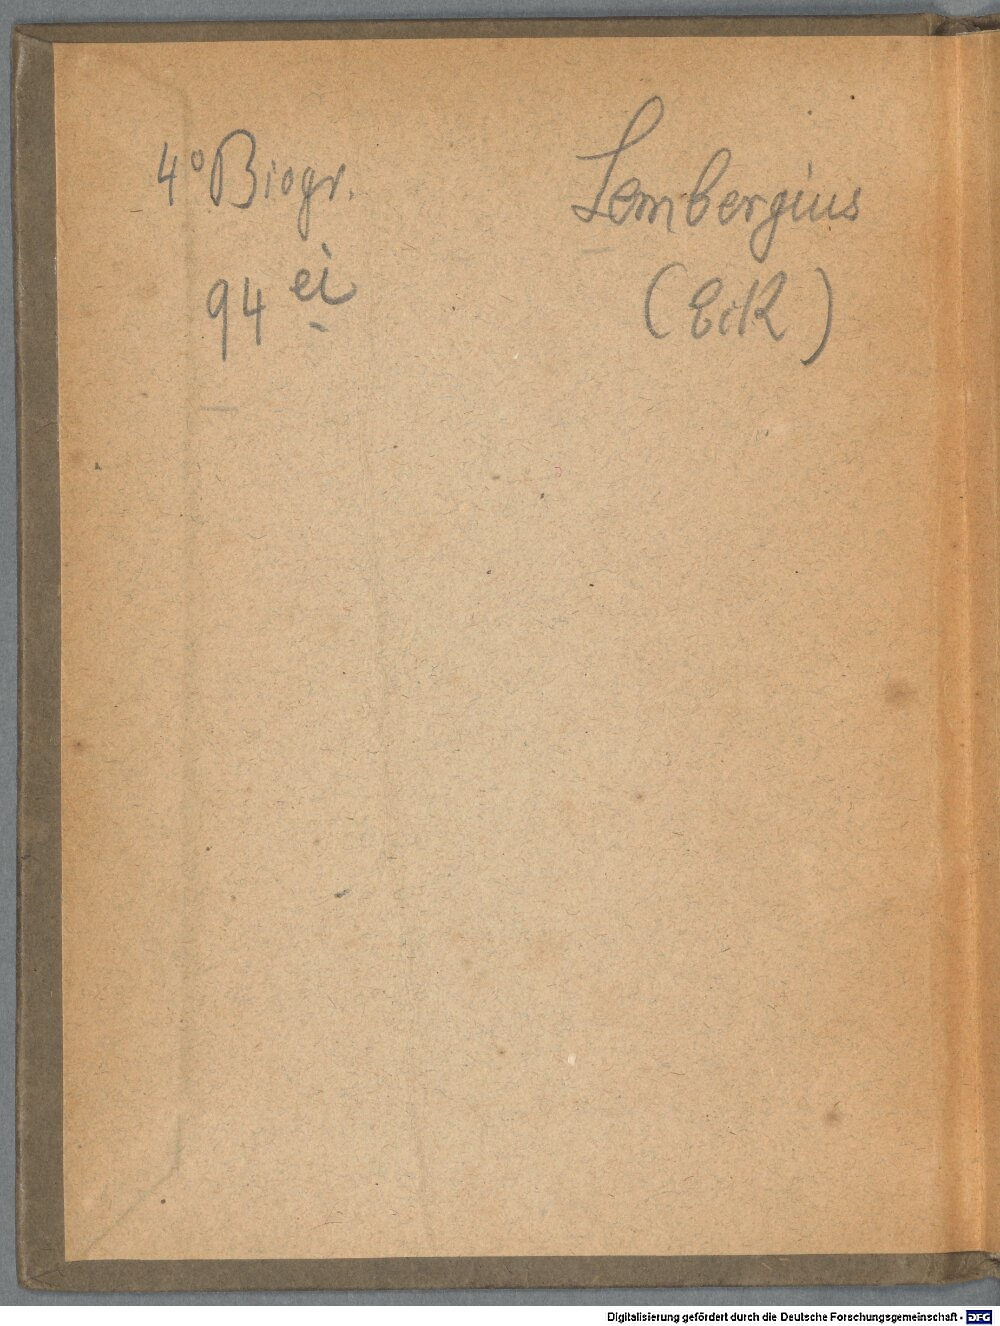 4° Biogr.
94 ei
Lembergius
(Eck)
Digitalisierung gefördert durch die Deutsche Forschungsgemeinschaft - DFG